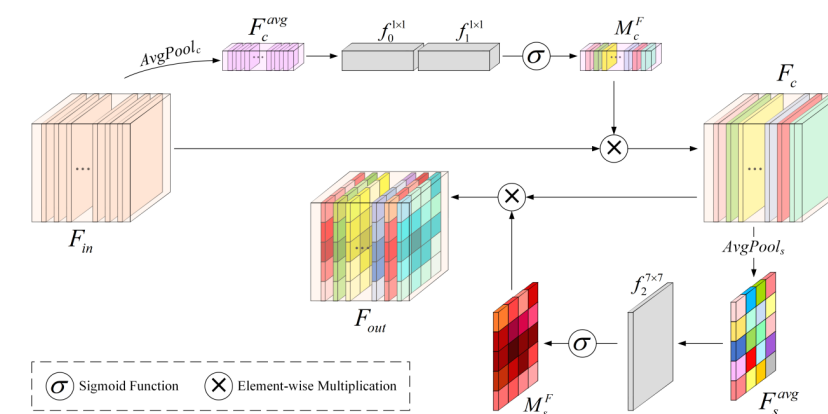 AvgPool_c
F_c^{avg}
f_0^{1×1}
f_1^{1×1}
σ
M_c^F
F_c
...
...
...
F_in
×
×
AvgPool_s
...
F_out
f_2^{7×7}
σ
M_s^F
F_s^{avg}
σ Sigmoid Function
× Element-wise Multiplication